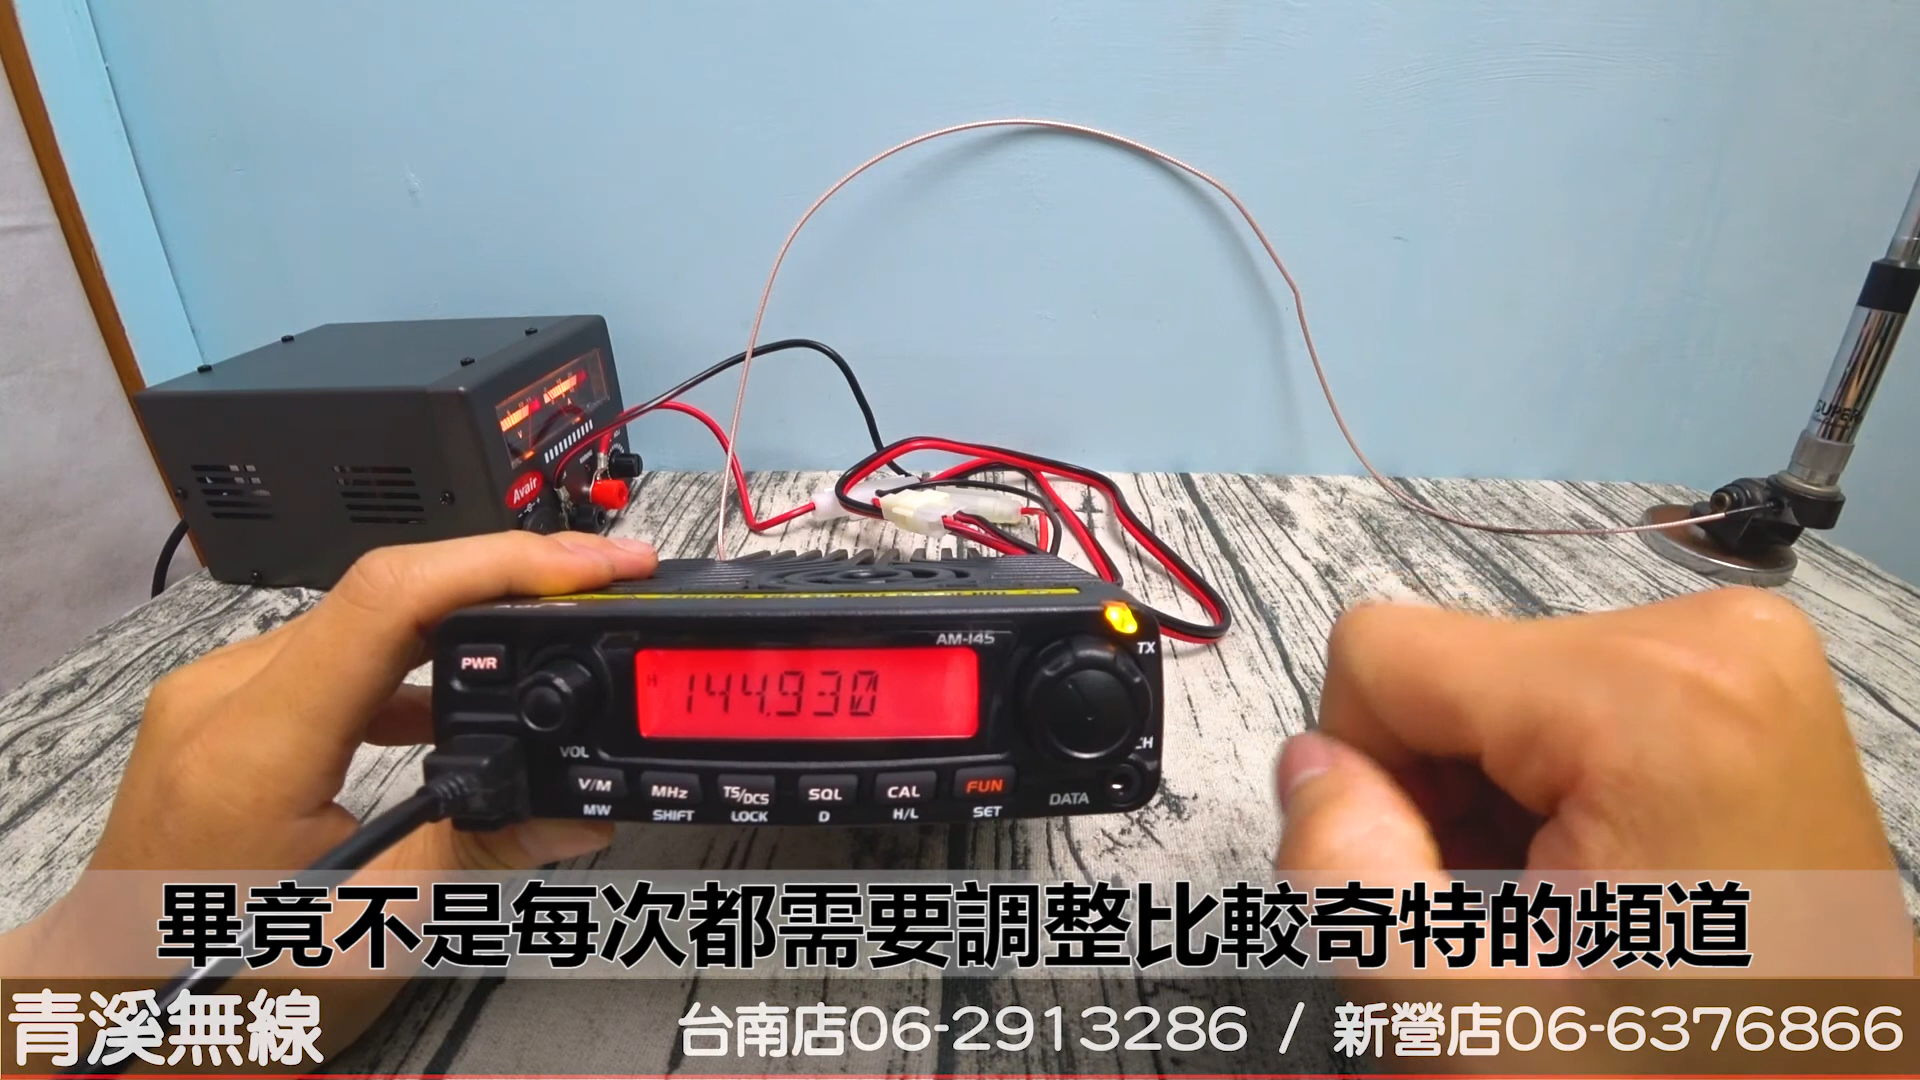 Avair
SUPER
AM-145
TX
PWR
H 144.930
VOL
CH
V/M MHz TS/DCS SQL CAL FUN
DATA
MW SHIFT LOCK D H/L SET
畢竟不是每次都需要調整比較奇特的頻道
青溪無線
台南店06-2913286 / 新營店06-6376866